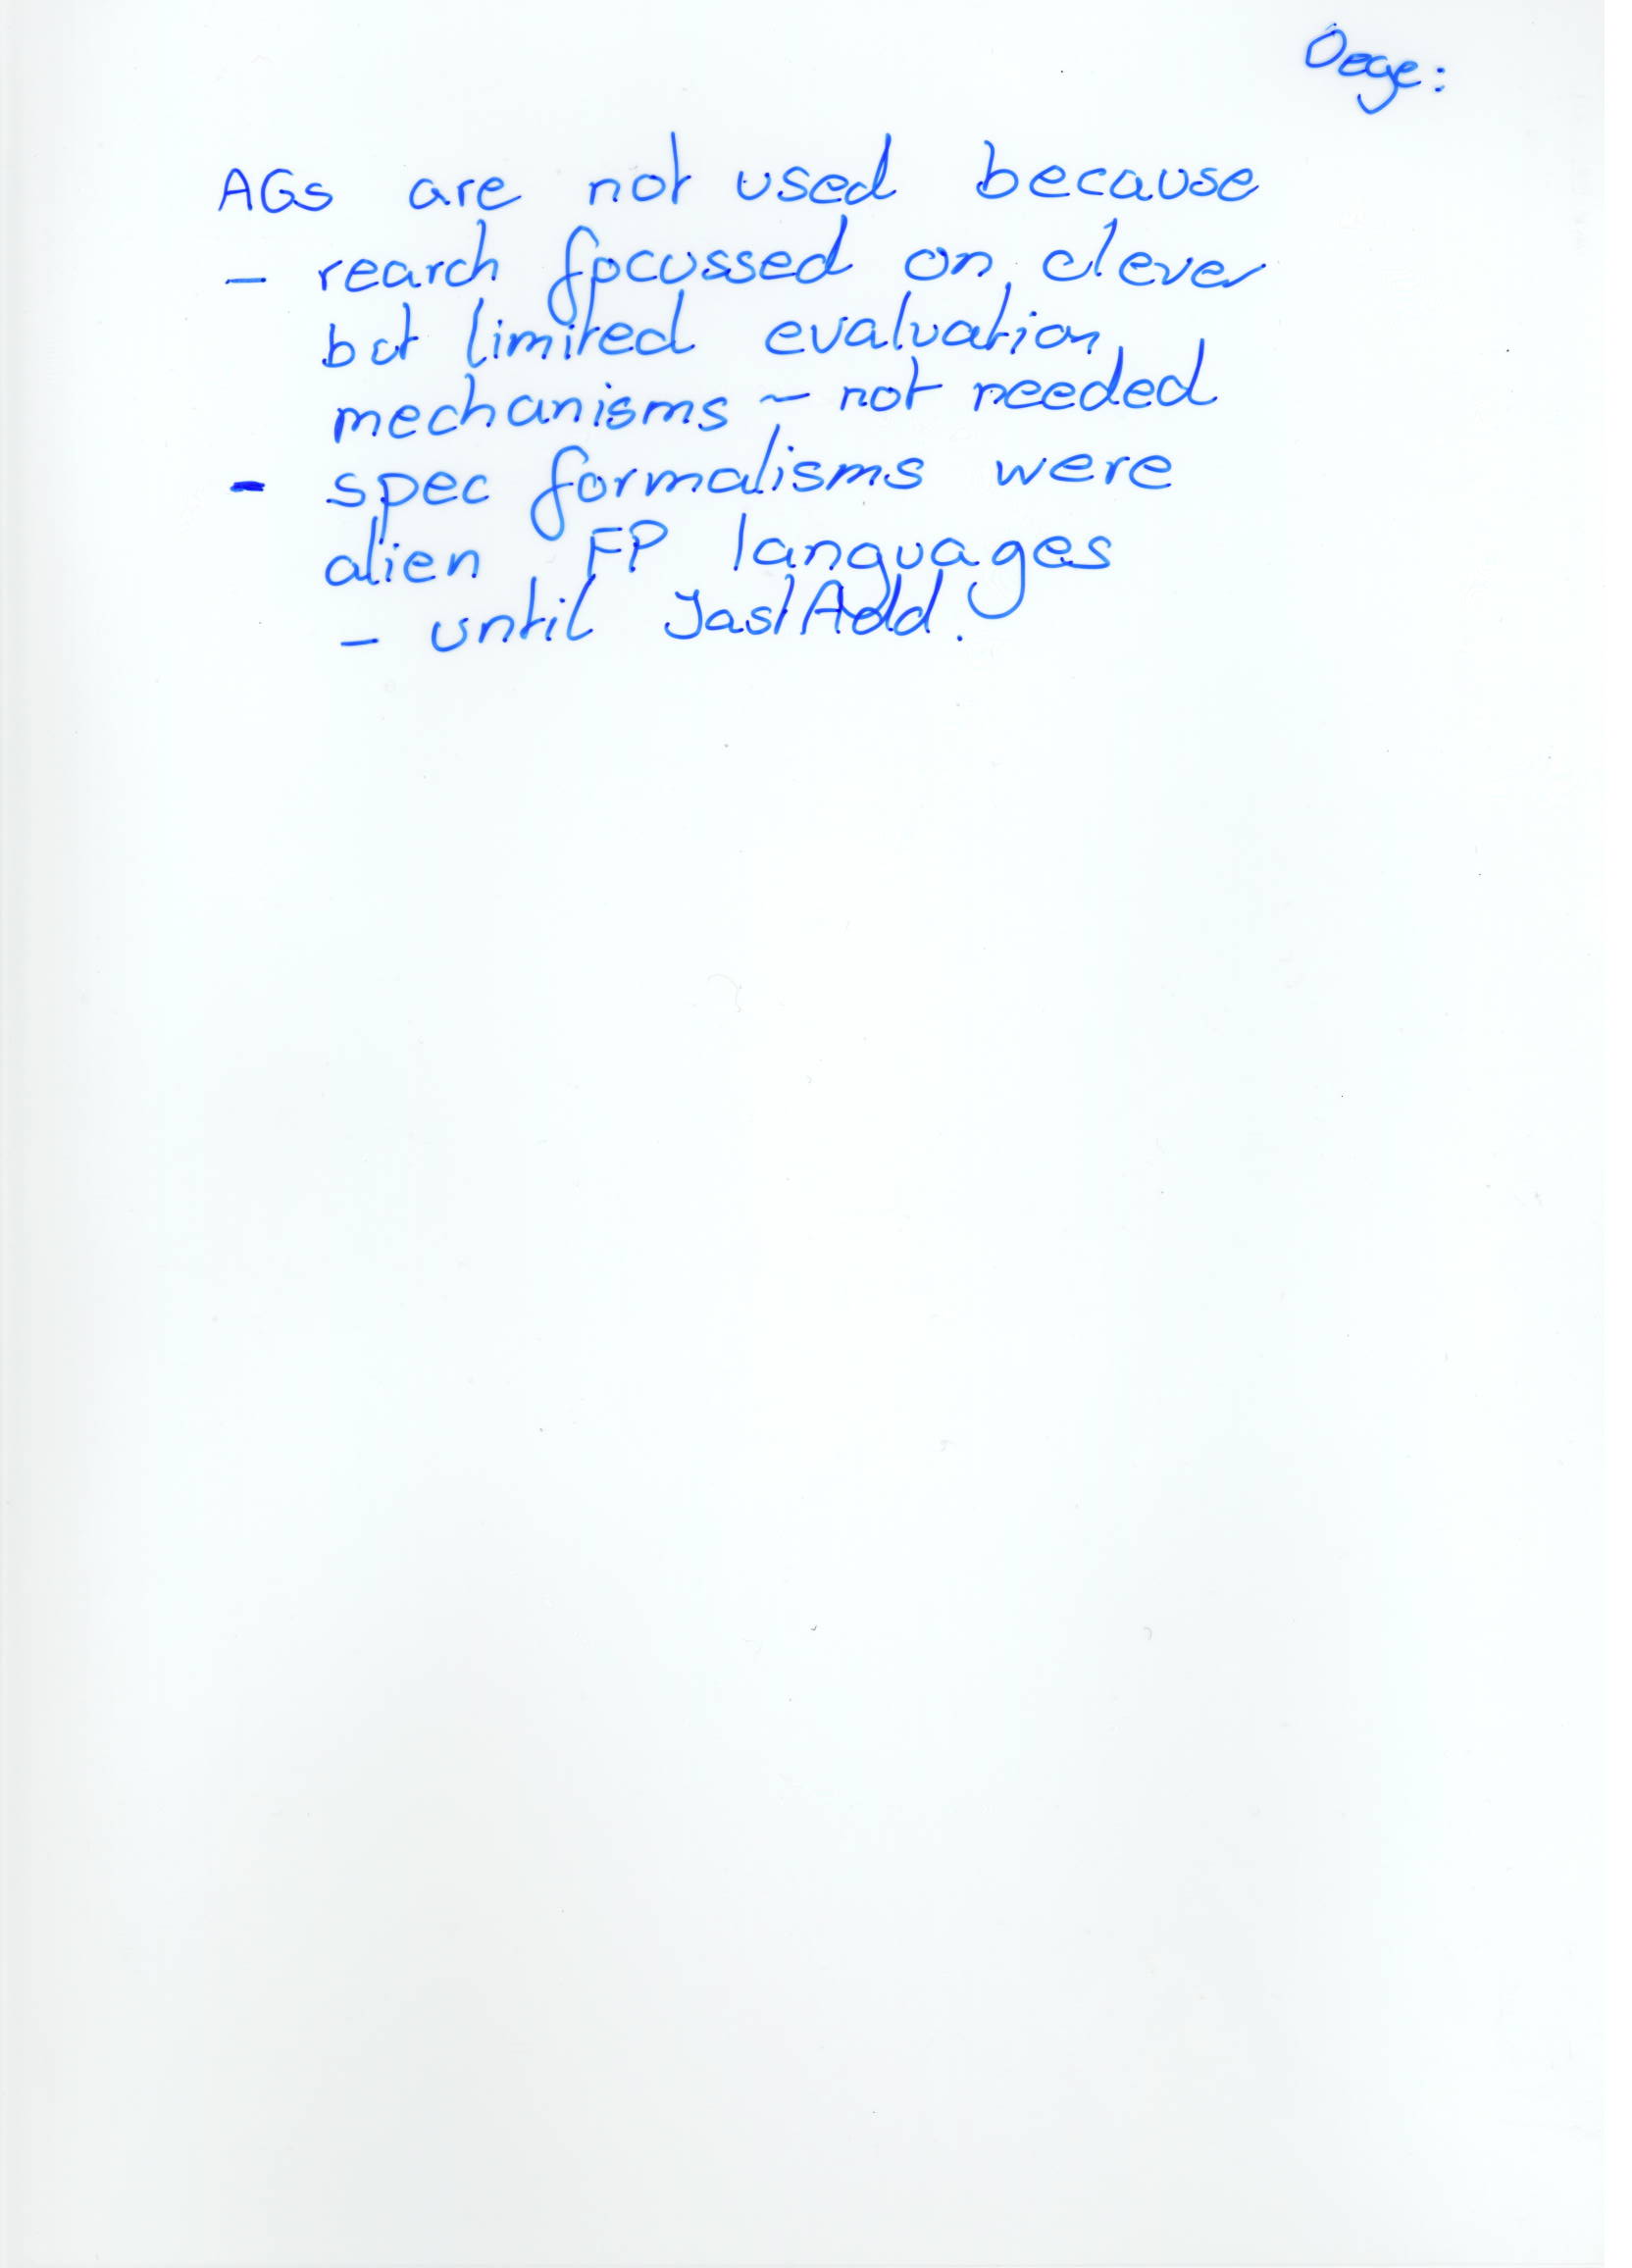 Oege:
AGs are not used because
- rearch focussed on clever
but limited evaluation
mechanisms - not needed
- spec formalisms were
alien FP languages
- until JastAdd.